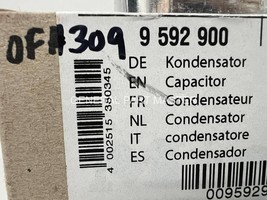 OFH309
9 592 900
DE Kondensator
EN Capacitor
FR Condensateur
NL Condensator
IT condensatore
ES Condensador
4 002515 380345
0095929